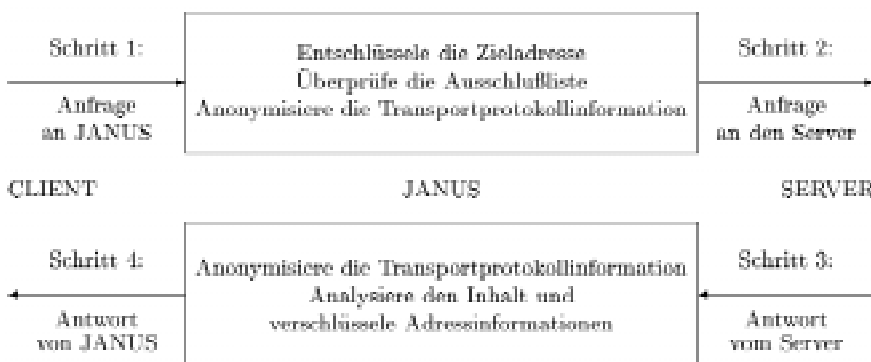 Schritt 1:
Anfrage
an JANUS
Entschlüssele die Zieladresse
Überprüfe die Ausschlußliste
Anonymisiere die Transportprotokollinformation
Schritt 2:
Anfrage
an den Server
CLIENT
JANUS
SERVER
Schritt 4:
Antwort
von JANUS
Anonymisiere die Transportprotokollinformation
Analysiere den Inhalt und
verschlüssele Adressinformationen
Schritt 3:
Antwort
vom Server